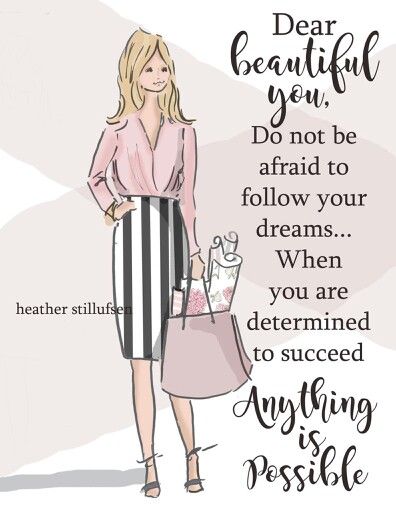 Dear
beautiful
you,
Do not be
afraid to
follow your
dreams...
When
you are
determined
to succeed
Anything
is
Possible
heather stillufsen